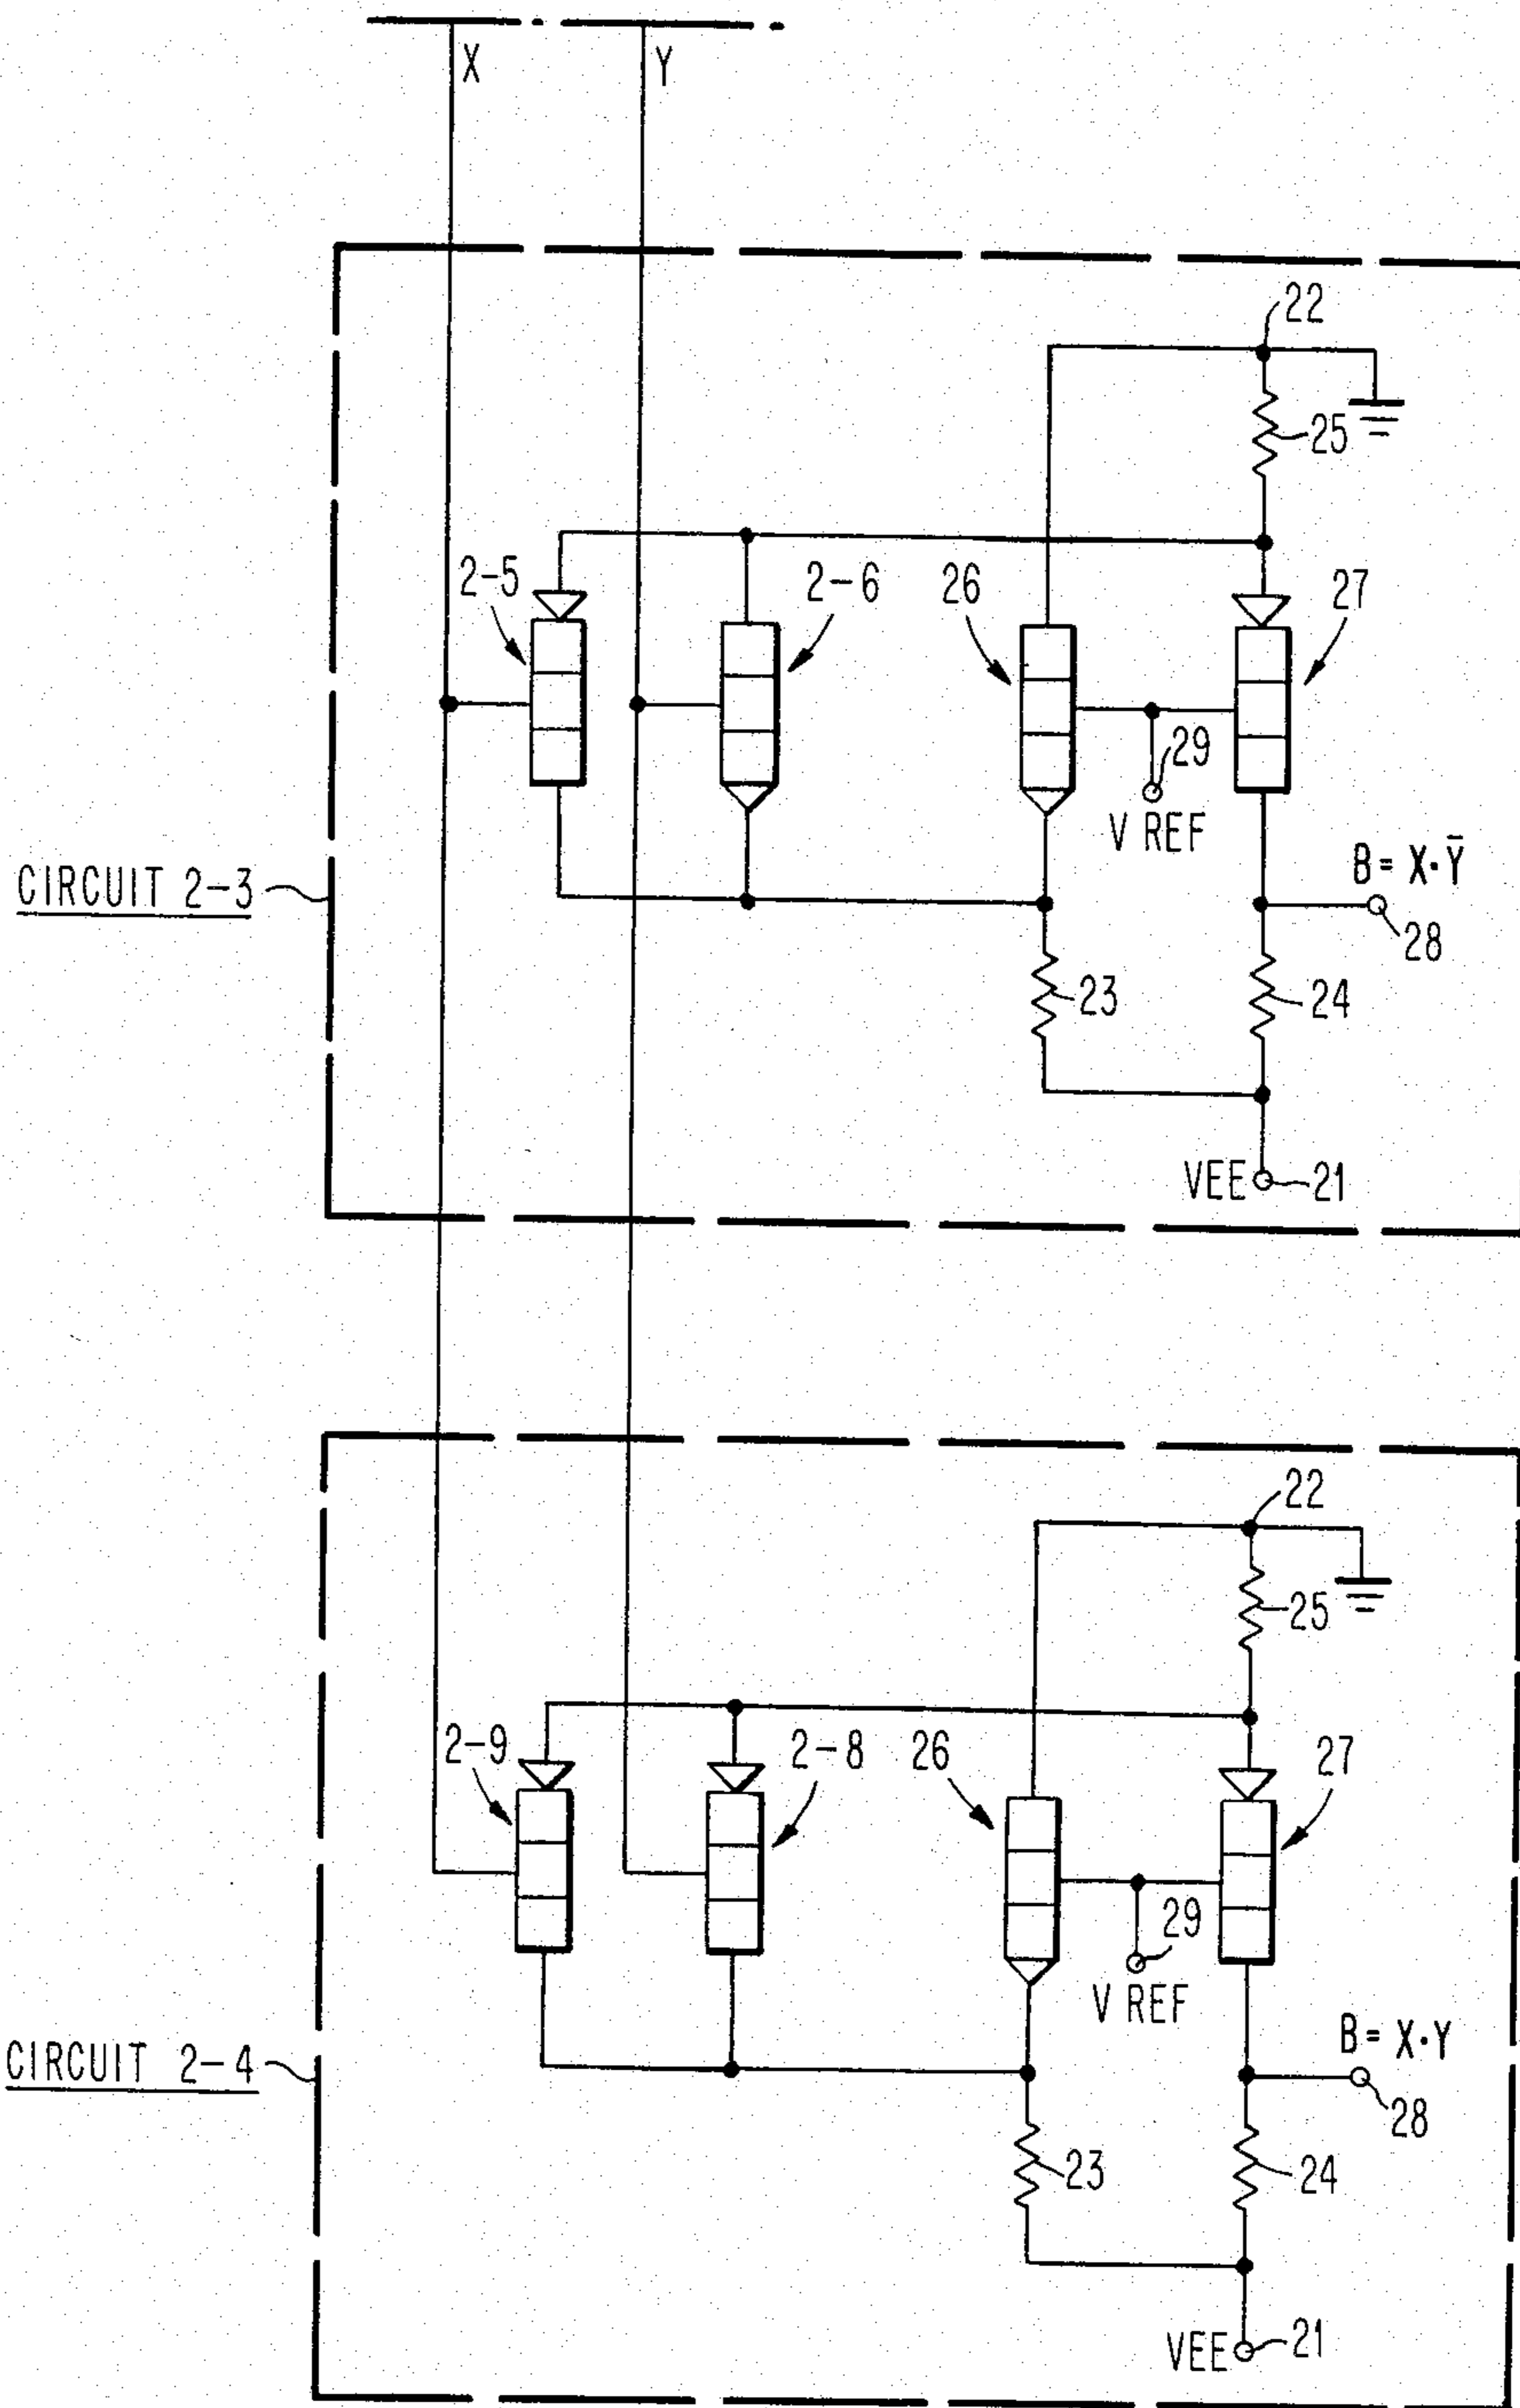 X Y
22
25
2-5 2-6 26 27
29
V REF
B = X·Ȳ
CIRCUIT 2-3
28
23 24
VEE 21
22
25
2-9 2-8 26 27
29
V REF
B = X·Y
CIRCUIT 2-4
28
23 24
VEE 21